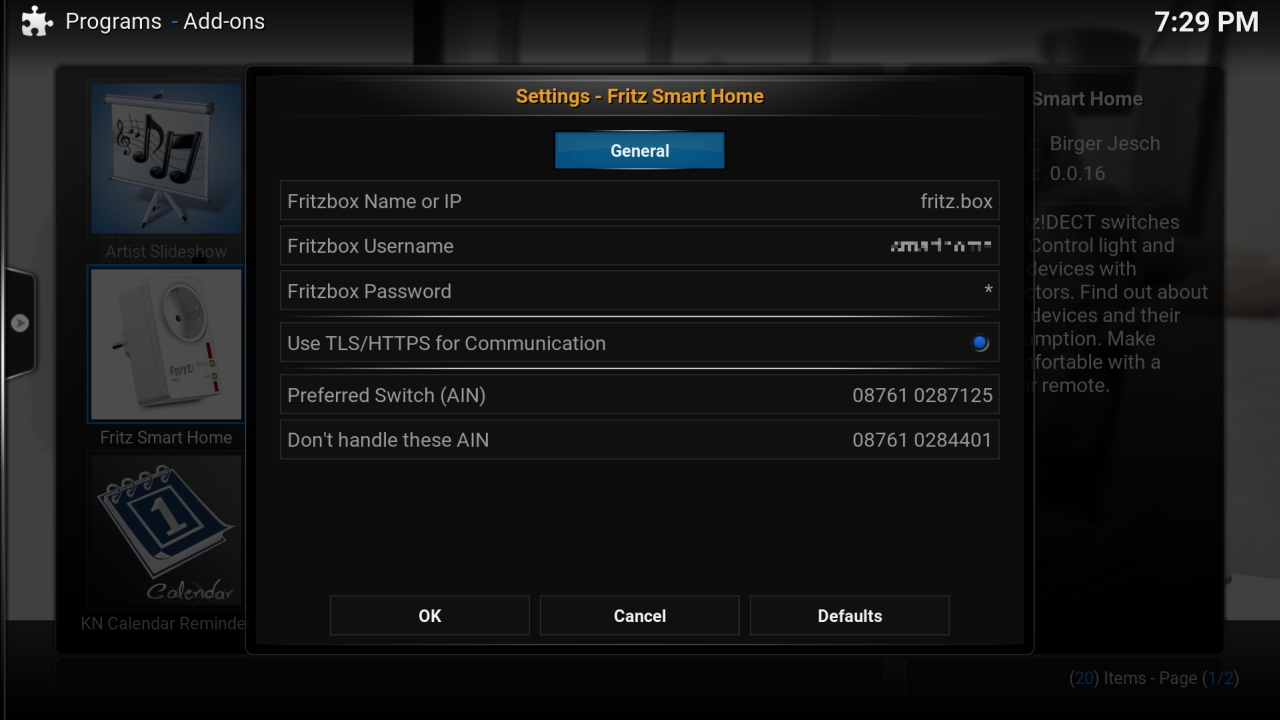 Programs - Add-ons
7:29 PM
Settings - Fritz Smart Home
General
Fritzbox Name or IP fritz.box
Fritzbox Username
Fritzbox Password *
Use TLS/HTTPS for Communication
Preferred Switch (AIN) 08761 0287125
Don't handle these AIN 08761 0284401
OK Cancel Defaults
Artist Slideshow
FRITZ!
Fritz Smart Home
1
Calendar
KN Calendar Reminde
Smart Home
: Birger Jesch
: 0.0.16
z!DECT switches
Control light and
devices with
ctors. Find out about
devices and their
umption. Make
nfortable with a
r remote.
(20) Items - Page (1/2)